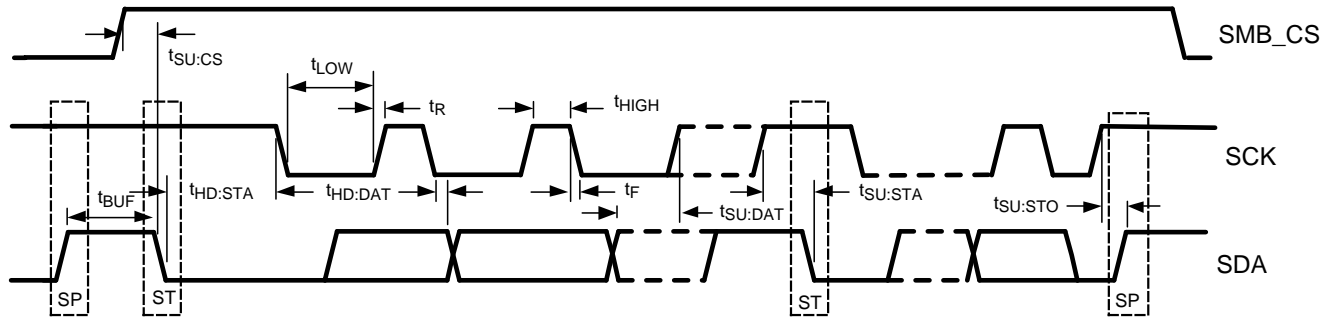 SMB_CS
tSU:CS
tLOW
tR
tHIGH
SCK
tBUF
tHD:STA
tHD:DAT
tF
tSU:DAT
tSU:STA
tSU:STO
SDA
SP
ST
ST
SP